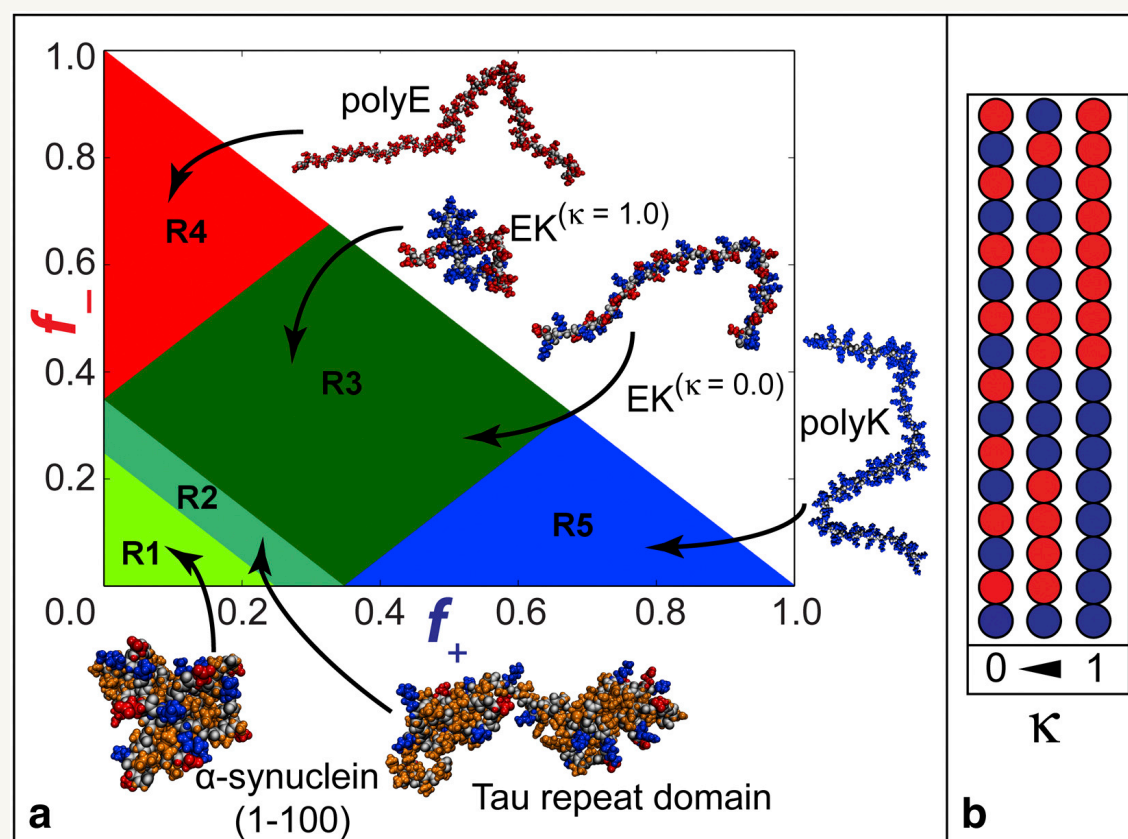 1.0
0.8
0.6
0.4
0.2
0.0
0.2
0.4
0.6
0.8
1.0
f−
f+
R4
R3
R2
R1
R5
polyE
EK(κ = 1.0)
EK(κ = 0.0)
polyK
α-synuclein
(1-100)
Tau repeat domain
a
0 ◄ 1
κ
b